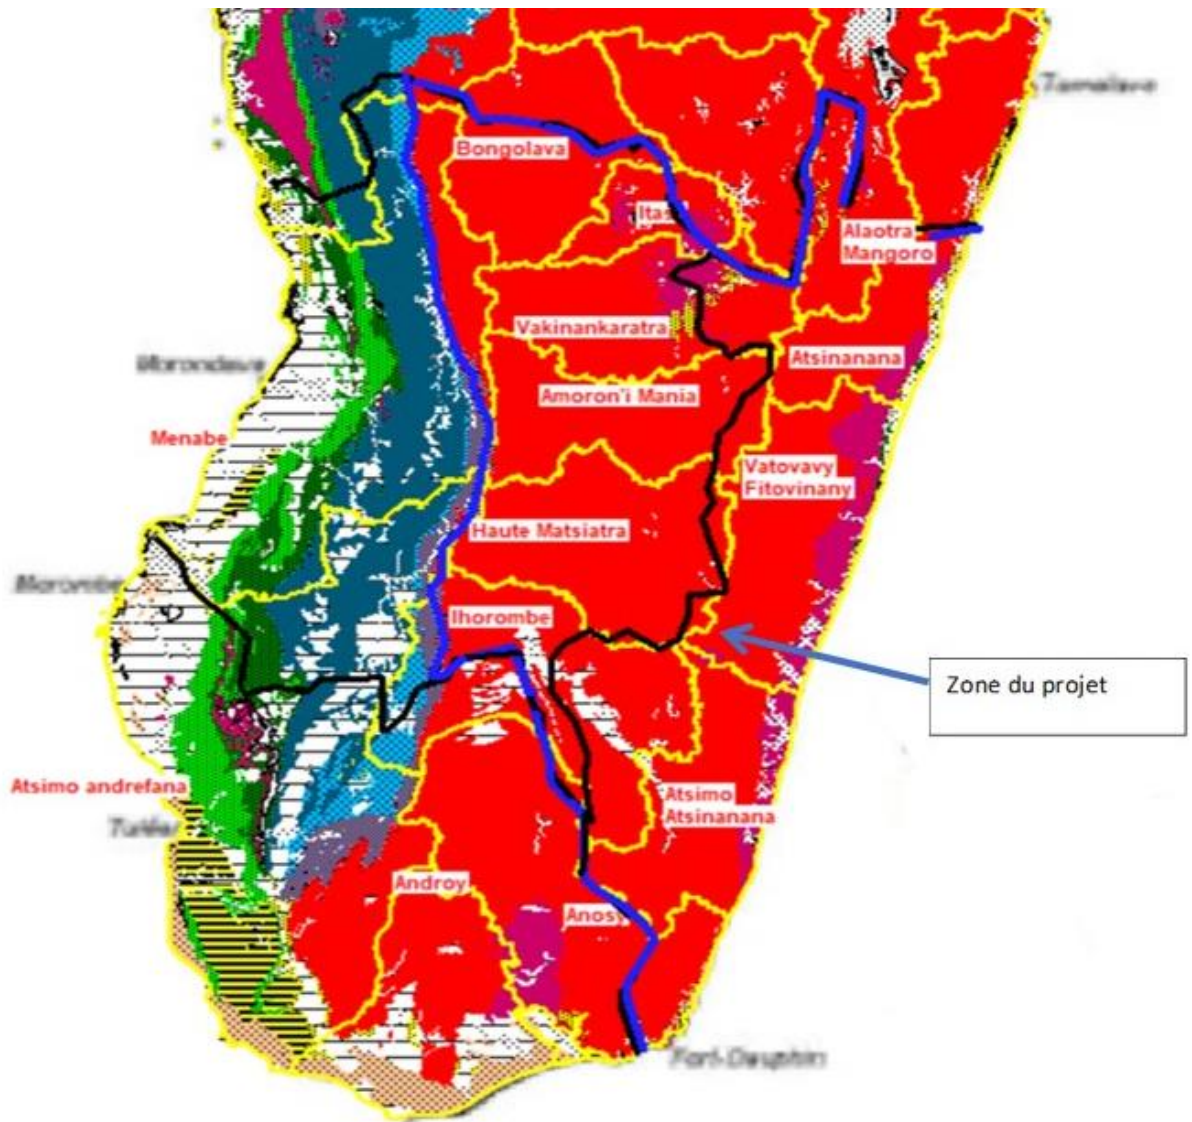 Tamatave
Bongolava
Itas
Alaotra
Mangoro
Vakinankaratra
Atsinanana
Morondava
Amoron'i Mania
Menabe
Vatovavy
Fitovinany
Haute Matsiatra
Morombe
Ihorombe
Zone du projet
Atsimo andrefana
Atsimo
Atsinanana
Androy
Anosy
Fort-Dauphin